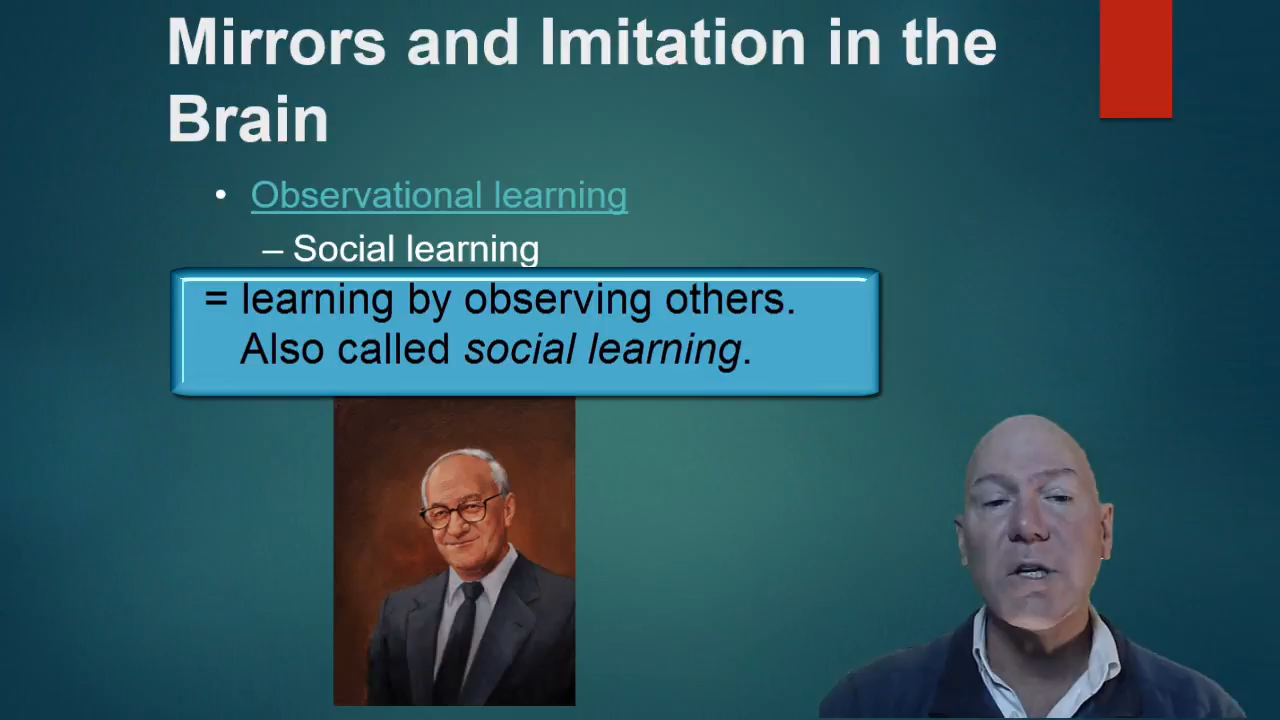 Mirrors and Imitation in the
Brain
• Observational learning
– Social learning
= learning by observing others.
Also called social learning.